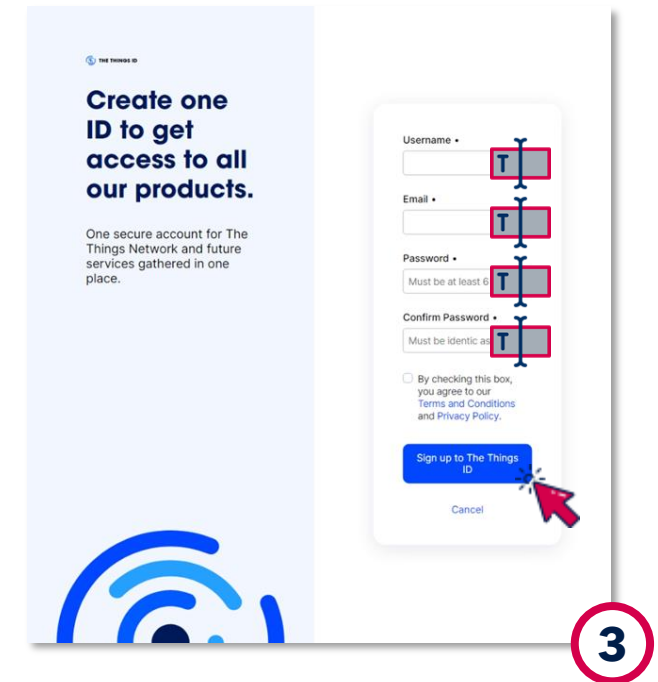 THE THINGS ID
Create one
ID to get
access to all
our products.
One secure account for The
Things Network and future
services gathered in one
place.
Username •
T
Email •
T
Password •
Must be at least 6
T
Confirm Password •
Must be identic as
T
By checking this box,
you agree to our
Terms and Conditions
and Privacy Policy.
Sign up to The Things
ID
Cancel
3